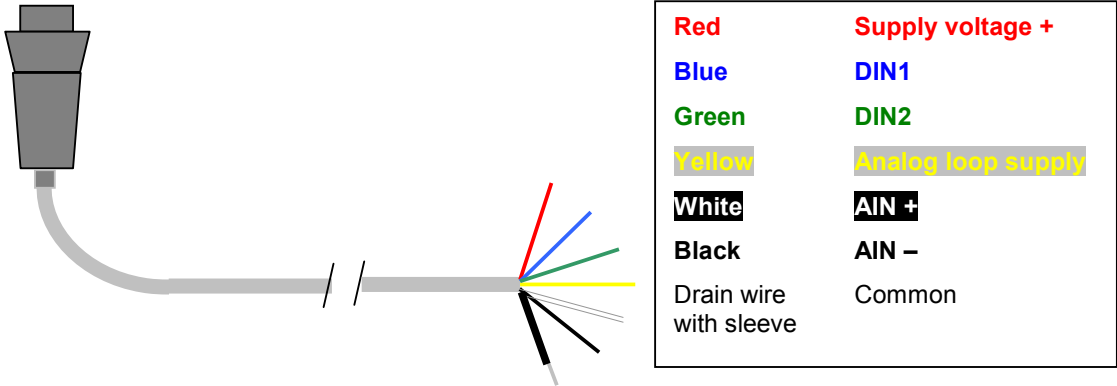 Red Supply voltage +
Blue DIN1
Green DIN2
Yellow Analog loop supply
White AIN +
Black AIN –
Drain wire Common
with sleeve